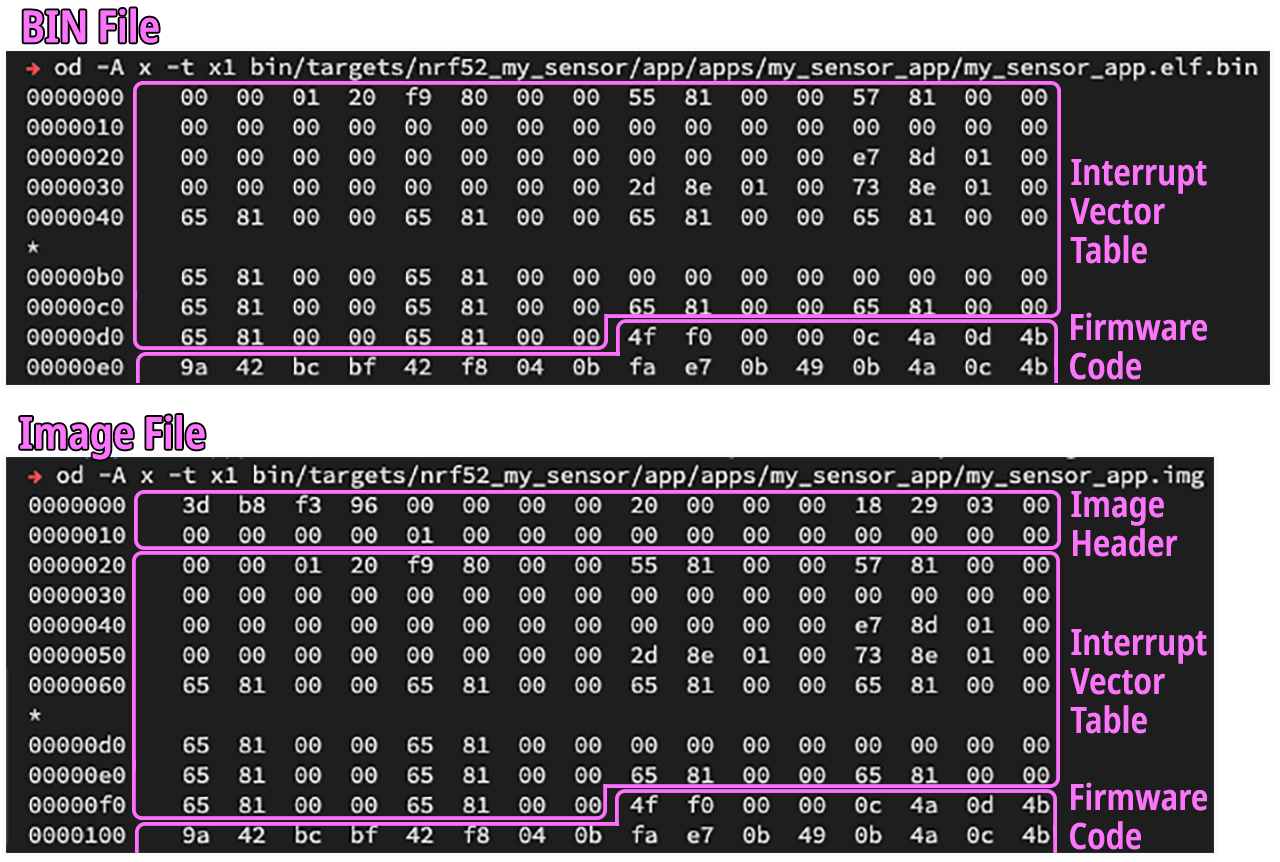 BIN File
→ od -A x -t x1 bin/targets/nrf52_my_sensor/app/apps/my_sensor_app/my_sensor_app.elf.bin
0000000 00 00 01 20 f9 80 00 00 55 81 00 00 57 81 00 00
0000010 00 00 00 00 00 00 00 00 00 00 00 00 00 00 00 00
0000020 00 00 00 00 00 00 00 00 00 00 00 00 e7 8d 01 00
0000030 00 00 00 00 00 00 00 00 2d 8e 01 00 73 8e 01 00
0000040 65 81 00 00 65 81 00 00 65 81 00 00 65 81 00 00
*
00000b0 65 81 00 00 65 81 00 00 00 00 00 00 00 00 00 00
00000c0 65 81 00 00 65 81 00 00 65 81 00 00 65 81 00 00
00000d0 65 81 00 00 65 81 00 00 4f f0 00 00 0c 4a 0d 4b
00000e0 9a 42 bc bf 42 f8 04 0b fa e7 0b 49 0b 4a 0c 4b
Interrupt
Vector
Table
Firmware
Code
Image File
→ od -A x -t x1 bin/targets/nrf52_my_sensor/app/apps/my_sensor_app/my_sensor_app.img
0000000 3d b8 f3 96 00 00 00 00 20 00 00 00 18 29 03 00
0000010 00 00 00 00 01 00 00 00 00 00 00 00 00 00 00 00
0000020 00 00 01 20 f9 80 00 00 55 81 00 00 57 81 00 00
0000030 00 00 00 00 00 00 00 00 00 00 00 00 00 00 00 00
0000040 00 00 00 00 00 00 00 00 00 00 00 00 e7 8d 01 00
0000050 00 00 00 00 00 00 00 00 2d 8e 01 00 73 8e 01 00
0000060 65 81 00 00 65 81 00 00 65 81 00 00 65 81 00 00
*
00000d0 65 81 00 00 65 81 00 00 00 00 00 00 00 00 00 00
00000e0 65 81 00 00 65 81 00 00 65 81 00 00 65 81 00 00
00000f0 65 81 00 00 65 81 00 00 4f f0 00 00 0c 4a 0d 4b
0000100 9a 42 bc bf 42 f8 04 0b fa e7 0b 49 0b 4a 0c 4b
Image
Header
Interrupt
Vector
Table
Firmware
Code